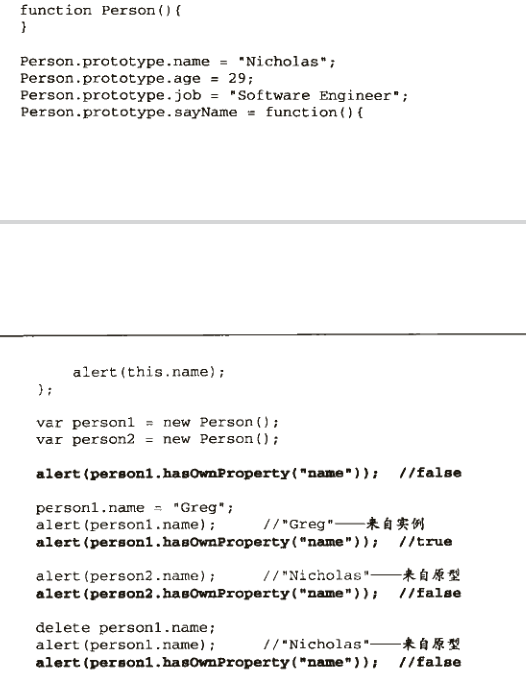 function Person(){
}
Person.prototype.name = "Nicholas";
Person.prototype.age = 29;
Person.prototype.job = "Software Engineer";
Person.prototype.sayName = function(){
alert(this.name);
};
var person1 = new Person();
var person2 = new Person();
alert(person1.hasOwnProperty("name")); //false
person1.name = "Greg";
alert(person1.name); //"Greg"——来自实例
alert(person1.hasOwnProperty("name")); //true
alert(person2.name); //"Nicholas"——来自原型
alert(person2.hasOwnProperty("name")); //false
delete person1.name;
alert(person1.name); //"Nicholas"——来自原型
alert(person1.hasOwnProperty("name")); //false